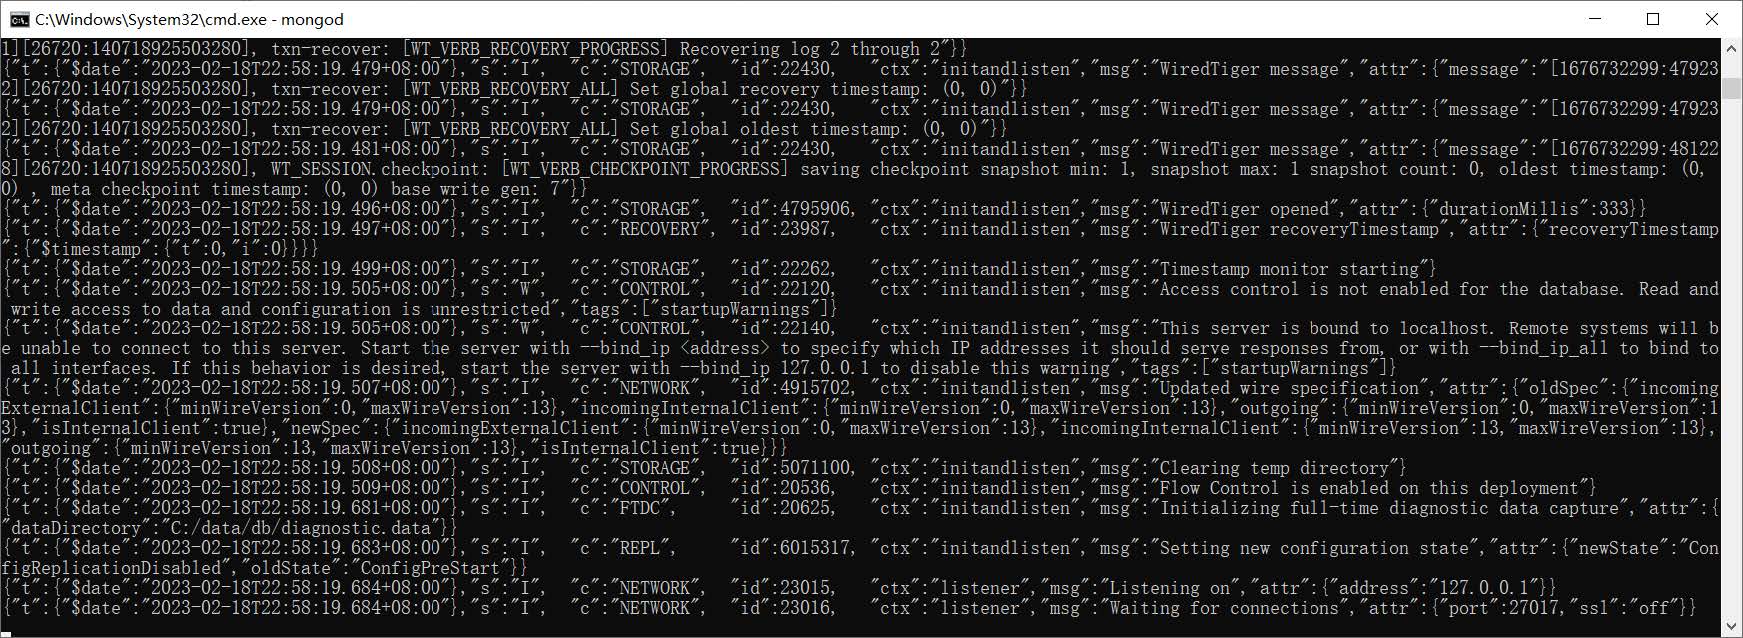 C:\Windows\System32\cmd.exe - mongod
1][26720:140718925503280], txn-recover: [WT_VERB_RECOVERY_PROGRESS] Recovering log 2 through 2"}}
{"t":{"$date":"2023-02-18T22:58:19.479+08:00"},"s":"I", "c":"STORAGE", "id":22430, "ctx":"initandlisten","msg":"WiredTiger message","attr":{"message":"[1676732299:47923
2][26720:140718925503280], txn-recover: [WT_VERB_RECOVERY_ALL] Set global recovery timestamp: (0, 0)"}}
{"t":{"$date":"2023-02-18T22:58:19.479+08:00"},"s":"I", "c":"STORAGE", "id":22430, "ctx":"initandlisten","msg":"WiredTiger message","attr":{"message":"[1676732299:47923
2][26720:140718925503280], txn-recover: [WT_VERB_RECOVERY_ALL] Set global oldest timestamp: (0, 0)"}}
{"t":{"$date":"2023-02-18T22:58:19.481+08:00"},"s":"I", "c":"STORAGE", "id":22430, "ctx":"initandlisten","msg":"WiredTiger message","attr":{"message":"[1676732299:48122
8][26720:140718925503280], WT_SESSION.checkpoint: [WT_VERB_CHECKPOINT_PROGRESS] saving checkpoint snapshot min: 1, snapshot max: 1 snapshot count: 0, oldest timestamp: (0,
0) , meta checkpoint timestamp: (0, 0) base write gen: 7"}}
{"t":{"$date":"2023-02-18T22:58:19.496+08:00"},"s":"I", "c":"STORAGE", "id":4795906, "ctx":"initandlisten","msg":"WiredTiger opened","attr":{"durationMillis":333}}
{"t":{"$date":"2023-02-18T22:58:19.497+08:00"},"s":"I", "c":"RECOVERY", "id":23987, "ctx":"initandlisten","msg":"WiredTiger recoveryTimestamp","attr":{"recoveryTimestamp
":{"$timestamp":{"t":0,"i":0}}}}
{"t":{"$date":"2023-02-18T22:58:19.499+08:00"},"s":"I", "c":"STORAGE", "id":22262, "ctx":"initandlisten","msg":"Timestamp monitor starting"}
{"t":{"$date":"2023-02-18T22:58:19.505+08:00"},"s":"W", "c":"CONTROL", "id":22120, "ctx":"initandlisten","msg":"Access control is not enabled for the database. Read and
write access to data and configuration is unrestricted","tags":["startupWarnings"]}
{"t":{"$date":"2023-02-18T22:58:19.505+08:00"},"s":"W", "c":"CONTROL", "id":22140, "ctx":"initandlisten","msg":"This server is bound to localhost. Remote systems will b
e unable to connect to this server. Start the server with --bind_ip <address> to specify which IP addresses it should serve responses from, or with --bind_ip_all to bind to
all interfaces. If this behavior is desired, start the server with --bind_ip 127.0.0.1 to disable this warning","tags":["startupWarnings"]}
{"t":{"$date":"2023-02-18T22:58:19.507+08:00"},"s":"I", "c":"NETWORK", "id":4915702, "ctx":"initandlisten","msg":"Updated wire specification","attr":{"oldSpec":{"incoming
ExternalClient":{"minWireVersion":0,"maxWireVersion":13},"incomingInternalClient":{"minWireVersion":0,"maxWireVersion":13},"outgoing":{"minWireVersion":0,"maxWireVersion":1
3},"isInternalClient":true},"newSpec":{"incomingExternalClient":{"minWireVersion":0,"maxWireVersion":13},"incomingInternalClient":{"minWireVersion":13,"maxWireVersion":13},
"outgoing":{"minWireVersion":13,"maxWireVersion":13},"isInternalClient":true}}}
{"t":{"$date":"2023-02-18T22:58:19.508+08:00"},"s":"I", "c":"STORAGE", "id":5071100, "ctx":"initandlisten","msg":"Clearing temp directory"}
{"t":{"$date":"2023-02-18T22:58:19.509+08:00"},"s":"I", "c":"CONTROL", "id":20536, "ctx":"initandlisten","msg":"Flow Control is enabled on this deployment"}
{"t":{"$date":"2023-02-18T22:58:19.681+08:00"},"s":"I", "c":"FTDC", "id":20625, "ctx":"initandlisten","msg":"Initializing full-time diagnostic data capture","attr":{
"dataDirectory":"C:/data/db/diagnostic.data"}}
{"t":{"$date":"2023-02-18T22:58:19.683+08:00"},"s":"I", "c":"REPL", "id":6015317, "ctx":"initandlisten","msg":"Setting new configuration state","attr":{"newState":"Con
figReplicationDisabled","oldState":"ConfigPreStart"}}
{"t":{"$date":"2023-02-18T22:58:19.684+08:00"},"s":"I", "c":"NETWORK", "id":23015, "ctx":"listener","msg":"Listening on","attr":{"address":"127.0.0.1"}}
{"t":{"$date":"2023-02-18T22:58:19.684+08:00"},"s":"I", "c":"NETWORK", "id":23016, "ctx":"listener","msg":"Waiting for connections","attr":{"port":27017,"ssl":"off"}}